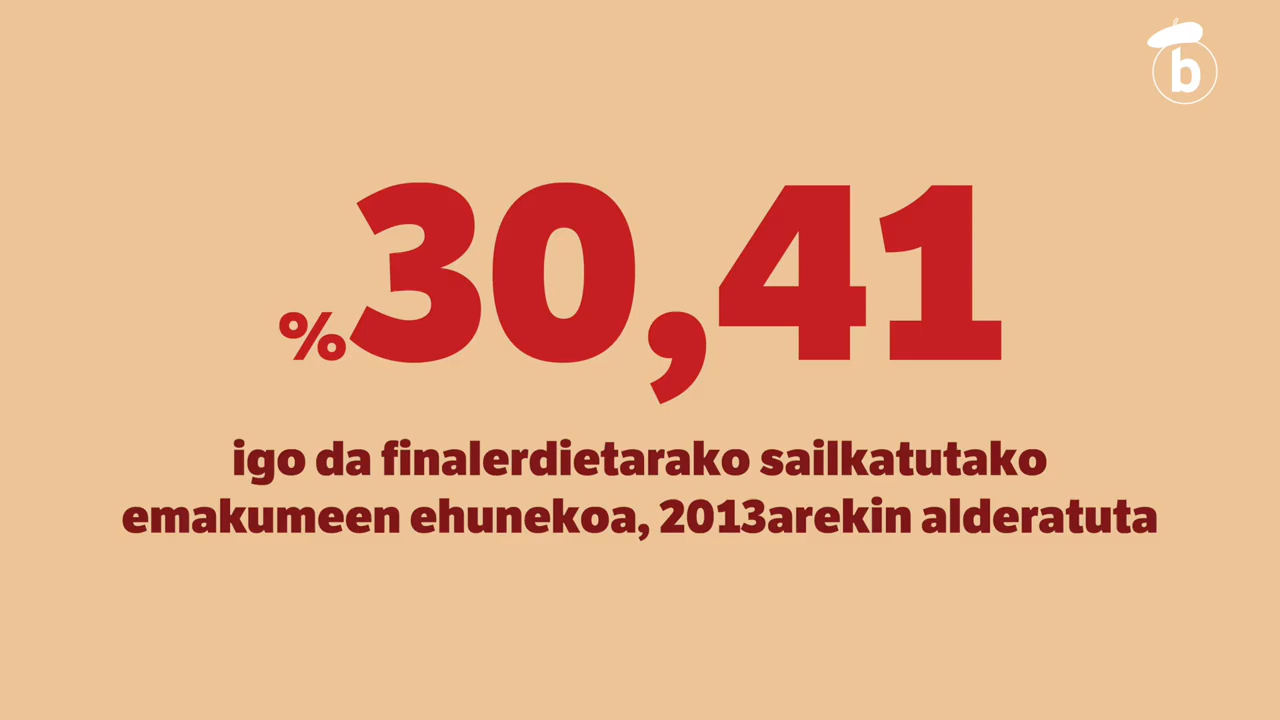 b
%30,41
igo da finalerdietarako sailkatutako
emakumeen ehunekoa, 2013arekin alderatuta